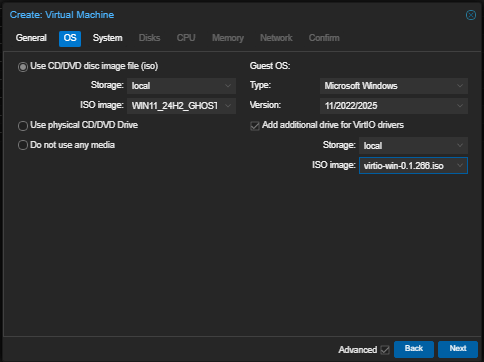 Create: Virtual Machine
General OS System Disks CPU Memory Network Confirm
Use CD/DVD disc image file (iso)
Storage: local
ISO image: WIN11_24H2_GHOST
Use physical CD/DVD Drive
Do not use any media
Guest OS:
Type: Microsoft Windows
Version: 11/2022/2025
Add additional drive for VirtIO drivers
Storage: local
ISO image: virtio-win-0.1.266.iso
Advanced Back Next